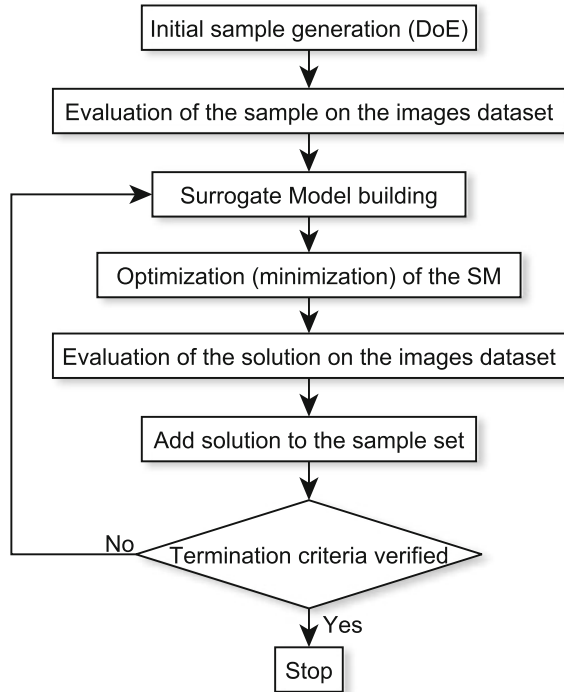 Initial sample generation (DoE)
Evaluation of the sample on the images dataset
Surrogate Model building
Optimization (minimization) of the SM
Evaluation of the solution on the images dataset
Add solution to the sample set
No
Termination criteria verified
Yes
Stop